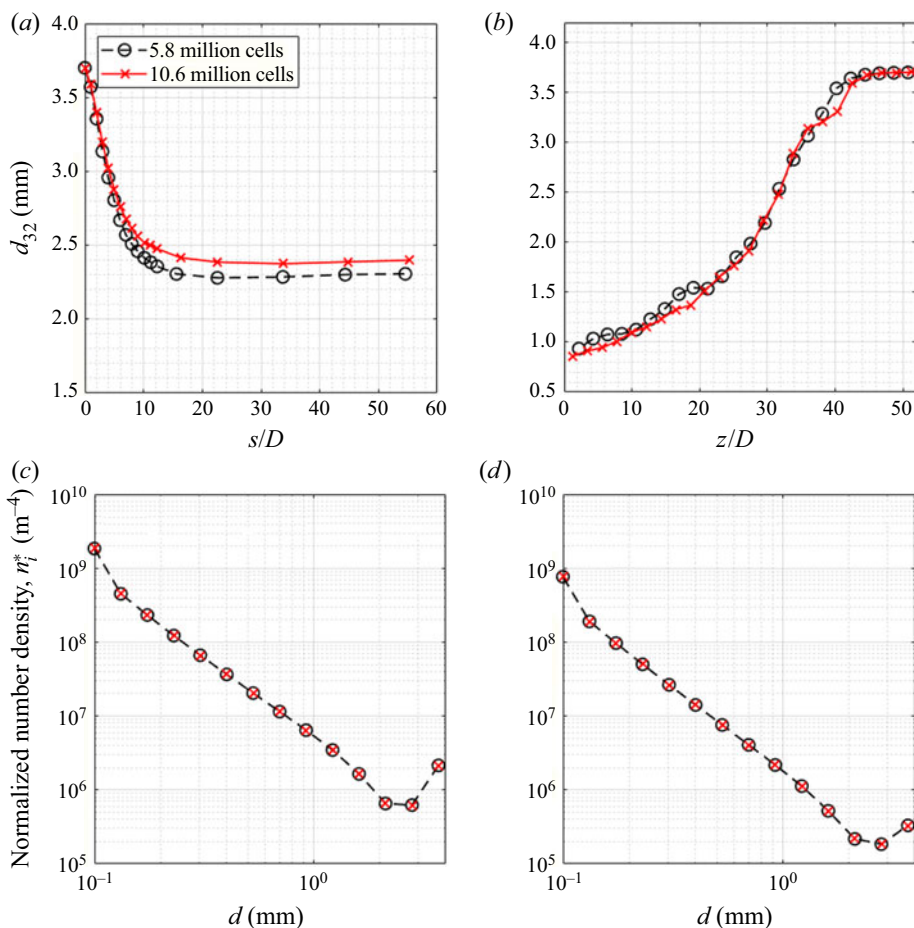 (a)
(b)
4.0
3.5
3.0
2.5
2.0
1.5
d32 (mm)
5.8 million cells
10.6 million cells
0 10 20 30 40 50 60
s/D
4.0
3.5
3.0
2.5
2.0
1.5
1.0
0.5
0 10 20 30 40 50
z/D
(c)
(d)
10^10
10^9
10^8
10^7
10^6
10^5
Normalized number density, n_i^* (m^–4)
10^–1 10^0
d (mm)
10^10
10^9
10^8
10^7
10^6
10^5
10^–1 10^0
d (mm)